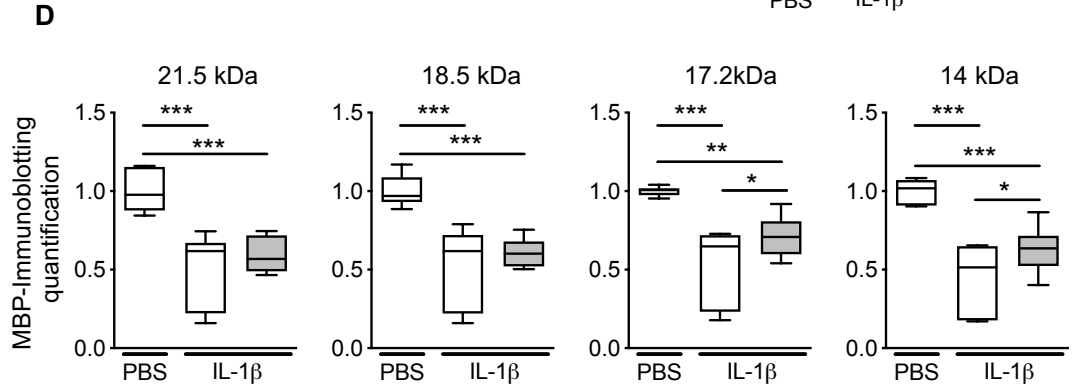 D
PBS IL-1β
21.5 kDa 18.5 kDa 17.2kDa 14 kDa
MBP-Immunoblotting
quantification
1.5
1.0
0.5
0.0
***
***
PBS IL-1β
1.5
1.0
0.5
0.0
***
***
PBS IL-1β
1.5
1.0
0.5
0.0
***
**
*
PBS IL-1β
1.5
1.0
0.5
0.0
***
***
*
PBS IL-1β